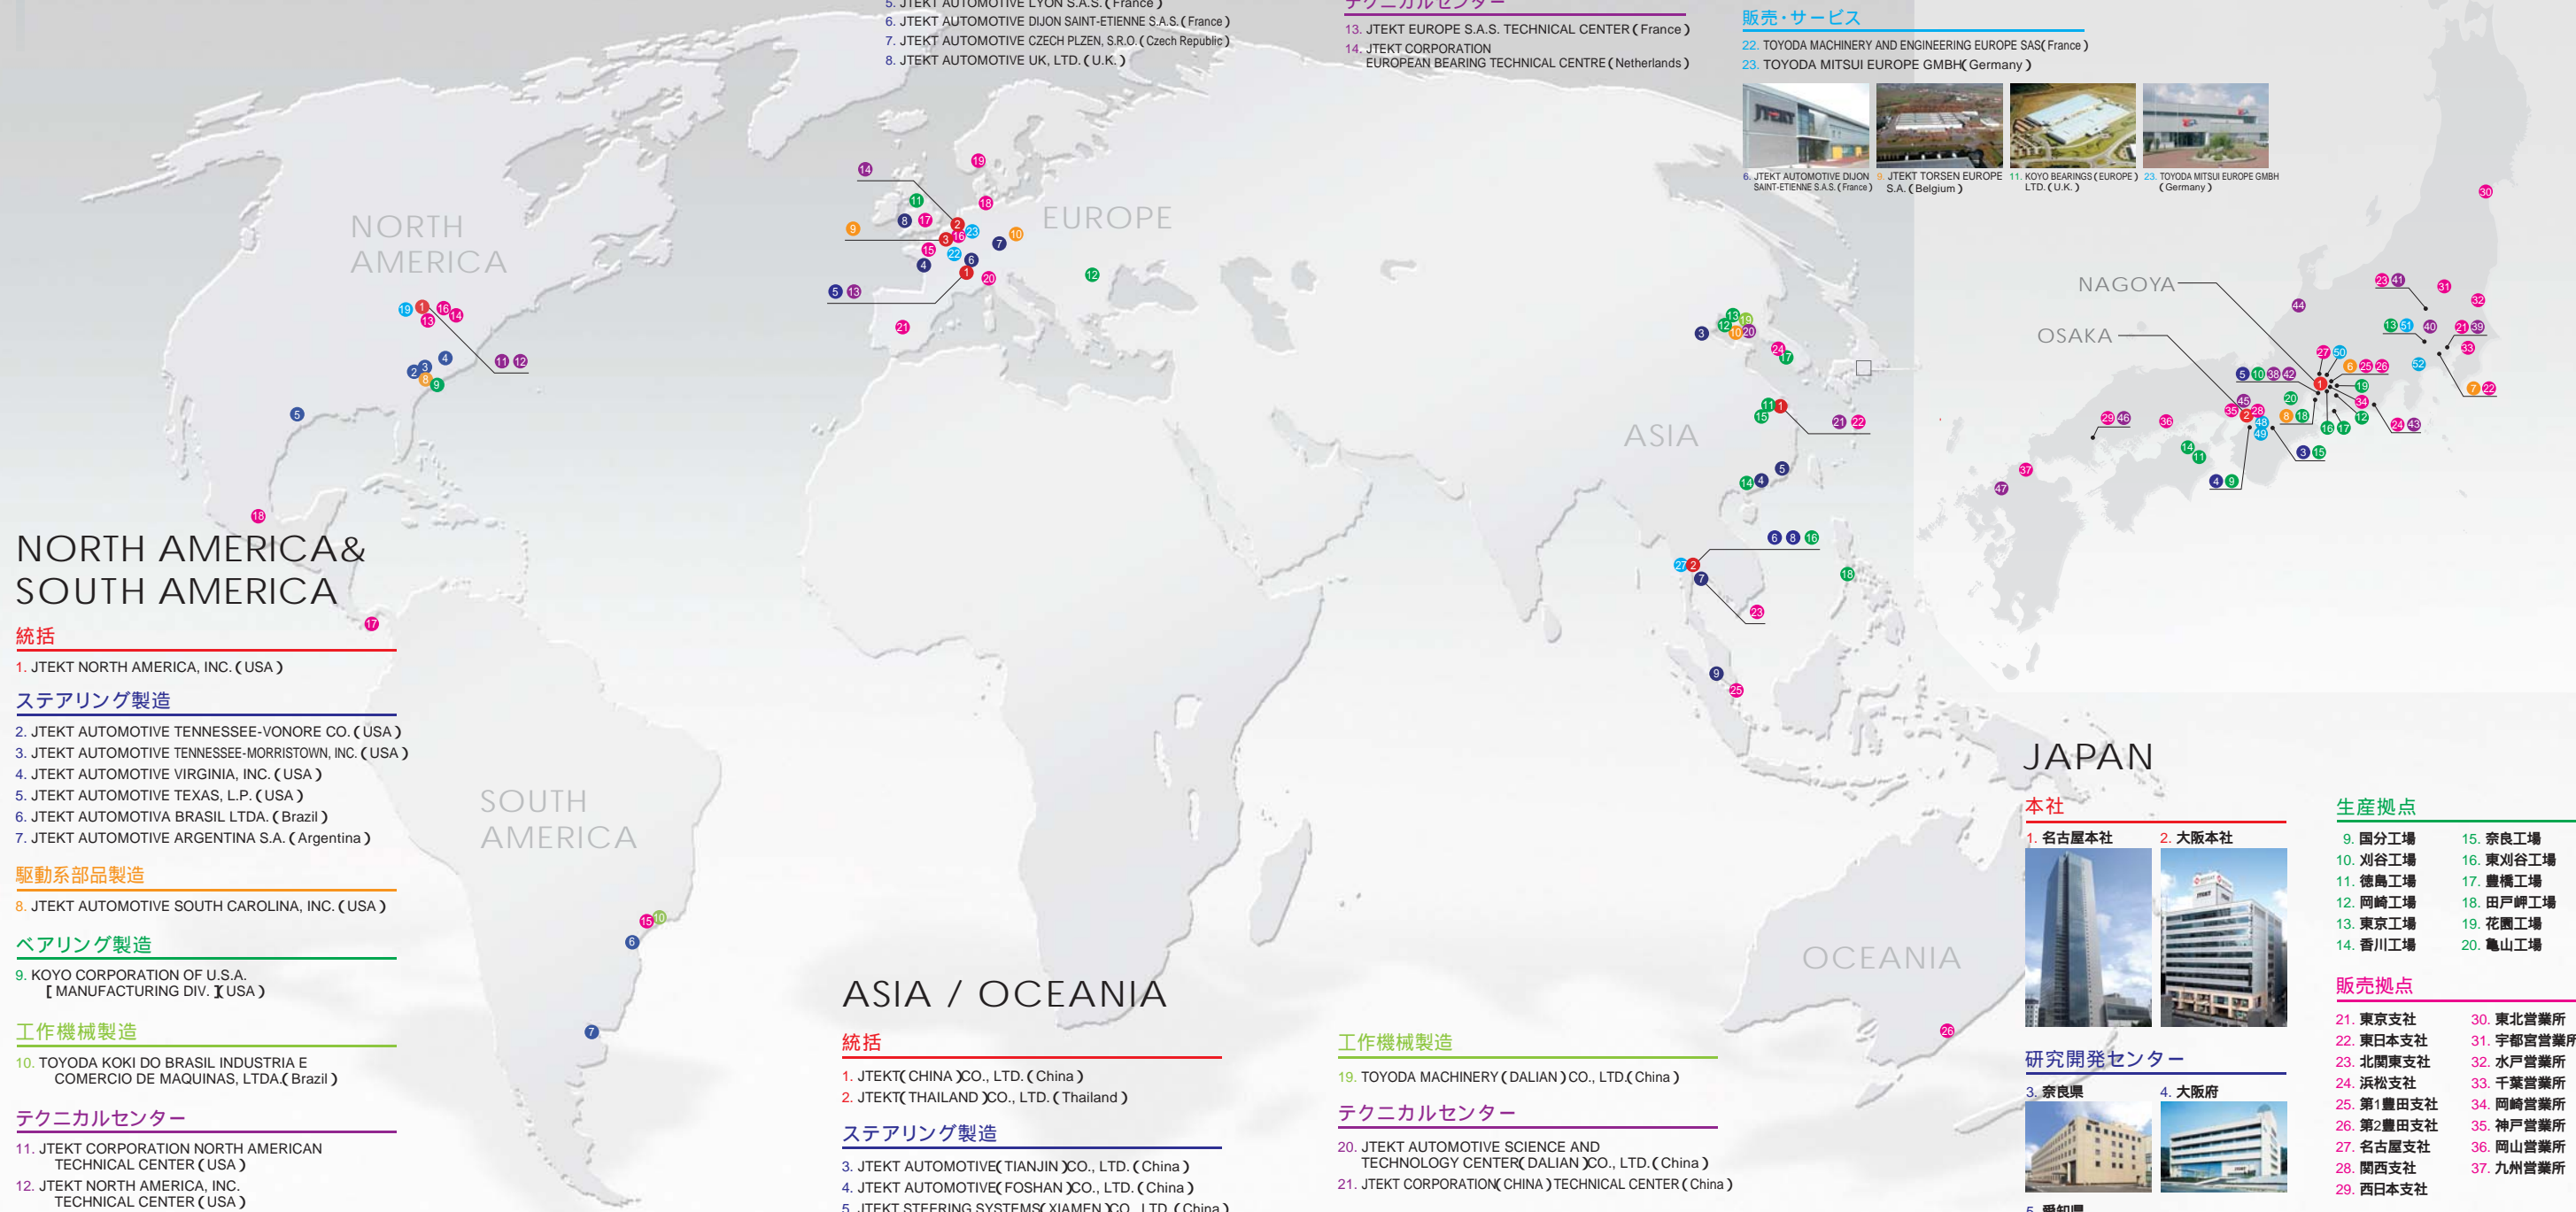 5. JTEKT AUTOMOTIVE LYON S.A.S. (France)
6. JTEKT AUTOMOTIVE DIJON SAINT-ETIENNE S.A.S. (France)
7. JTEKT AUTOMOTIVE CZECH PLZEN, S.R.O. (Czech Republic)
8. JTEKT AUTOMOTIVE UK, LTD. (U.K.)
テクニカルセンター
13. JTEKT EUROPE S.A.S. TECHNICAL CENTER (France)
14. JTEKT CORPORATION
EUROPEAN BEARING TECHNICAL CENTRE (Netherlands)
販売・サービス
22. TOYODA MACHINERY AND ENGINEERING EUROPE SAS (France)
23. TOYODA MITSUI EUROPE GMBH (Germany)
6. JTEKT AUTOMOTIVE DIJON
SAINT-ETIENNE S.A.S. (France)
9. JTEKT TORSEN EUROPE
S.A. (Belgium)
11. KOYO BEARINGS (EUROPE)
LTD. (U.K.)
23. TOYODA MITSUI EUROPE GMBH
(Germany)
NORTH
AMERICA
EUROPE
ASIA
SOUTH
AMERICA
OCEANIA
NAGOYA
OSAKA
NORTH AMERICA&
SOUTH AMERICA
統括
1. JTEKT NORTH AMERICA, INC. (USA)
ステアリング製造
2. JTEKT AUTOMOTIVE TENNESSEE-VONORE CO. (USA)
3. JTEKT AUTOMOTIVE TENNESSEE-MORRISTOWN, INC. (USA)
4. JTEKT AUTOMOTIVE VIRGINIA, INC. (USA)
5. JTEKT AUTOMOTIVE TEXAS, L.P. (USA)
6. JTEKT AUTOMOTIVA BRASIL LTDA. (Brazil)
7. JTEKT AUTOMOTIVE ARGENTINA S.A. (Argentina)
駆動系部品製造
8. JTEKT AUTOMOTIVE SOUTH CAROLINA, INC. (USA)
ベアリング製造
9. KOYO CORPORATION OF U.S.A.
[MANUFACTURING DIV.] (USA)
工作機械製造
10. TOYODA KOKI DO BRASIL INDUSTRIA E
COMERCIO DE MAQUINAS, LTDA. (Brazil)
テクニカルセンター
11. JTEKT CORPORATION NORTH AMERICAN
TECHNICAL CENTER (USA)
12. JTEKT NORTH AMERICA, INC.
TECHNICAL CENTER (USA)
ASIA / OCEANIA
統括
1. JTEKT (CHINA) CO., LTD. (China)
2. JTEKT (THAILAND) CO., LTD. (Thailand)
ステアリング製造
3. JTEKT AUTOMOTIVE (TIANJIN) CO., LTD. (China)
4. JTEKT AUTOMOTIVE (FOSHAN) CO., LTD. (China)
5. JTEKT STEERING SYSTEMS (XIAMEN) CO., LTD. (China)
工作機械製造
19. TOYODA MACHINERY (DALIAN) CO., LTD. (China)
テクニカルセンター
20. JTEKT AUTOMOTIVE SCIENCE AND
TECHNOLOGY CENTER (DALIAN) CO., LTD. (China)
21. JTEKT CORPORATION (CHINA) TECHNICAL CENTER (China)
JAPAN
本社
1. 名古屋本社
2. 大阪本社
研究開発センター
3. 奈良県
4. 大阪府
5. 愛知県
生産拠点
9. 国分工場
10. 刈谷工場
11. 徳島工場
12. 岡崎工場
13. 東京工場
14. 香川工場
15. 奈良工場
16. 東刈谷工場
17. 豊橋工場
18. 田戸岬工場
19. 花園工場
20. 亀山工場
販売拠点
21. 東京支社
22. 東日本支社
23. 北関東支社
24. 浜松支社
25. 第1豊田支社
26. 第2豊田支社
27. 名古屋支社
28. 関西支社
29. 西日本支社
30. 東北営業所
31. 宇都宮営業所
32. 水戸営業所
33. 千葉営業所
34. 岡崎営業所
35. 神戸営業所
36. 岡山営業所
37. 九州営業所